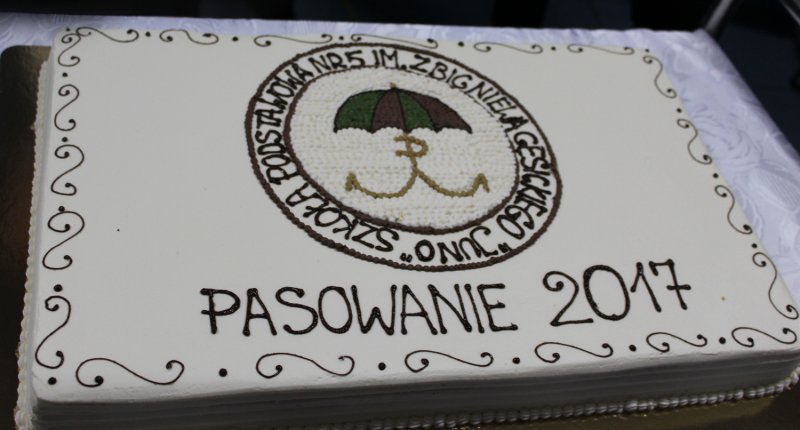 SZKOŁA PODSTAWOWA NR 5 IM. ZBIGNIEWA GĘSICKIEGO „JUNO”
PASOWANIE 2017